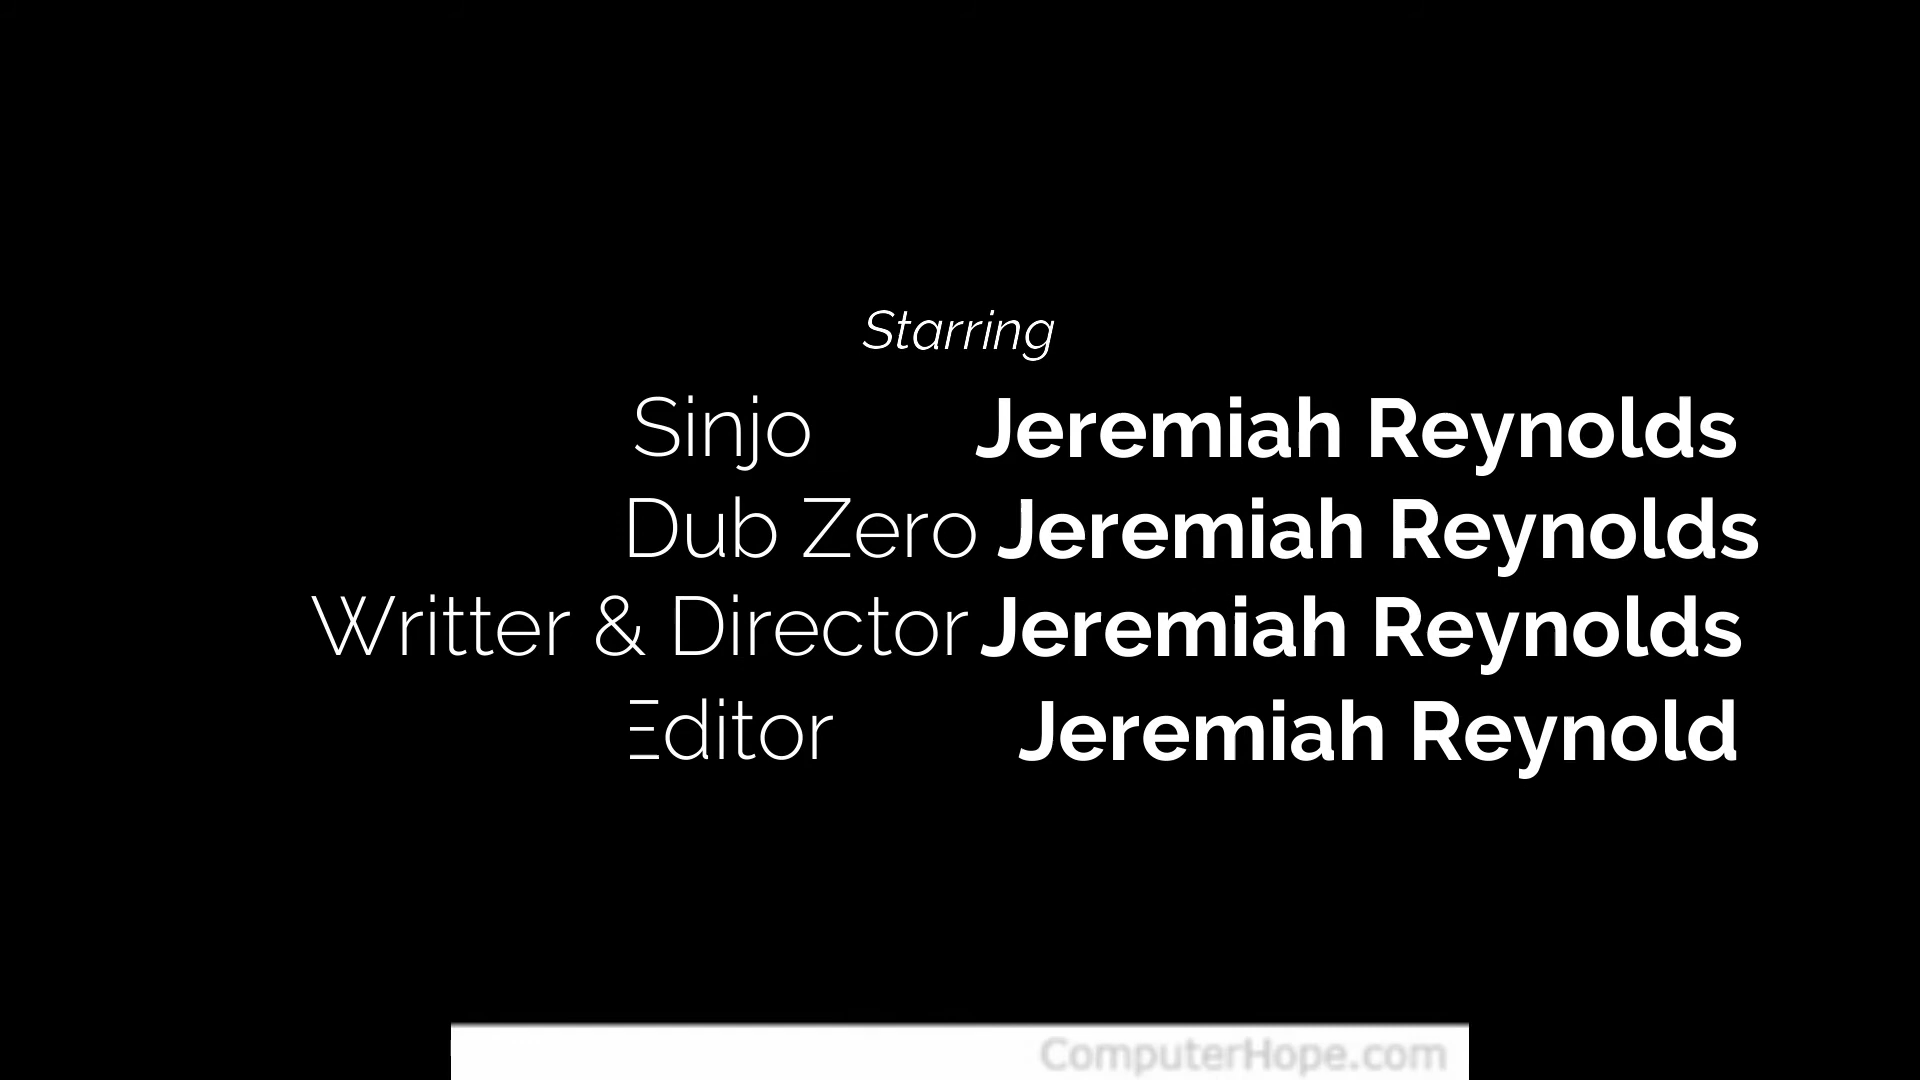 Starring
Sinjo Jeremiah Reynolds
Dub Zero Jeremiah Reynolds
Writter & Director Jeremiah Reynolds
Editor Jeremiah Reynold
ComputerHope.com